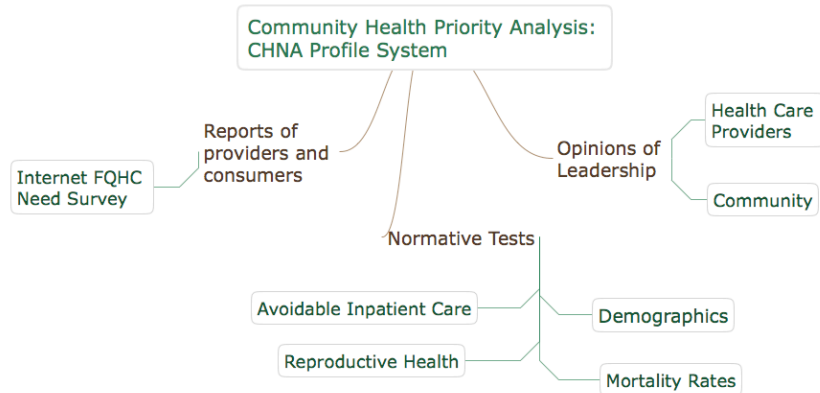 Community Health Priority Analysis:
CHNA Profile System
Reports of
providers and
consumers
Internet FQHC
Need Survey
Opinions of
Leadership
Health Care
Providers
Community
Normative Tests
Avoidable Inpatient Care
Demographics
Reproductive Health
Mortality Rates